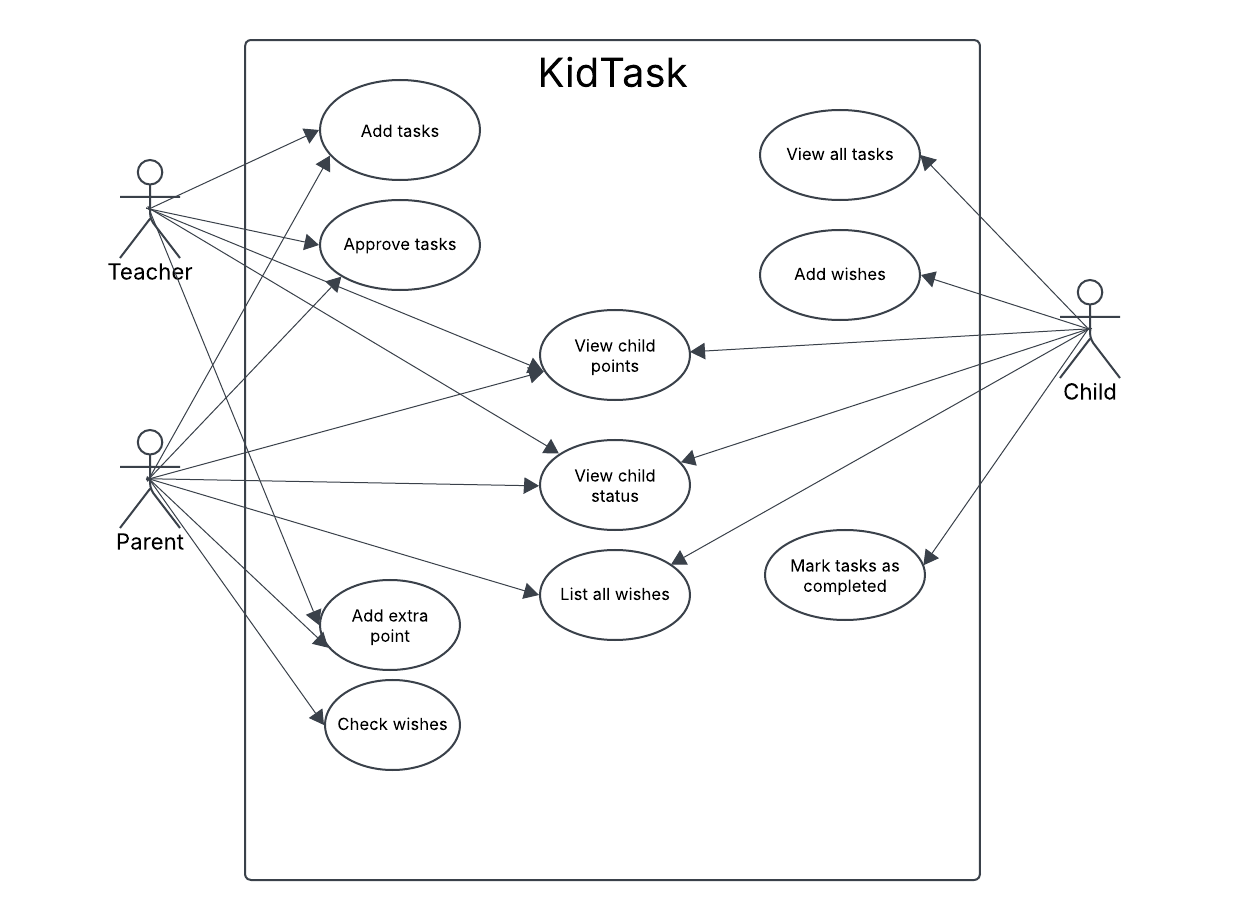 KidTask
Add tasks
View all tasks
Approve tasks
Teacher
Add wishes
View child
points
Child
View child
status
Parent
Mark tasks as
completed
List all wishes
Add extra
point
Check wishes